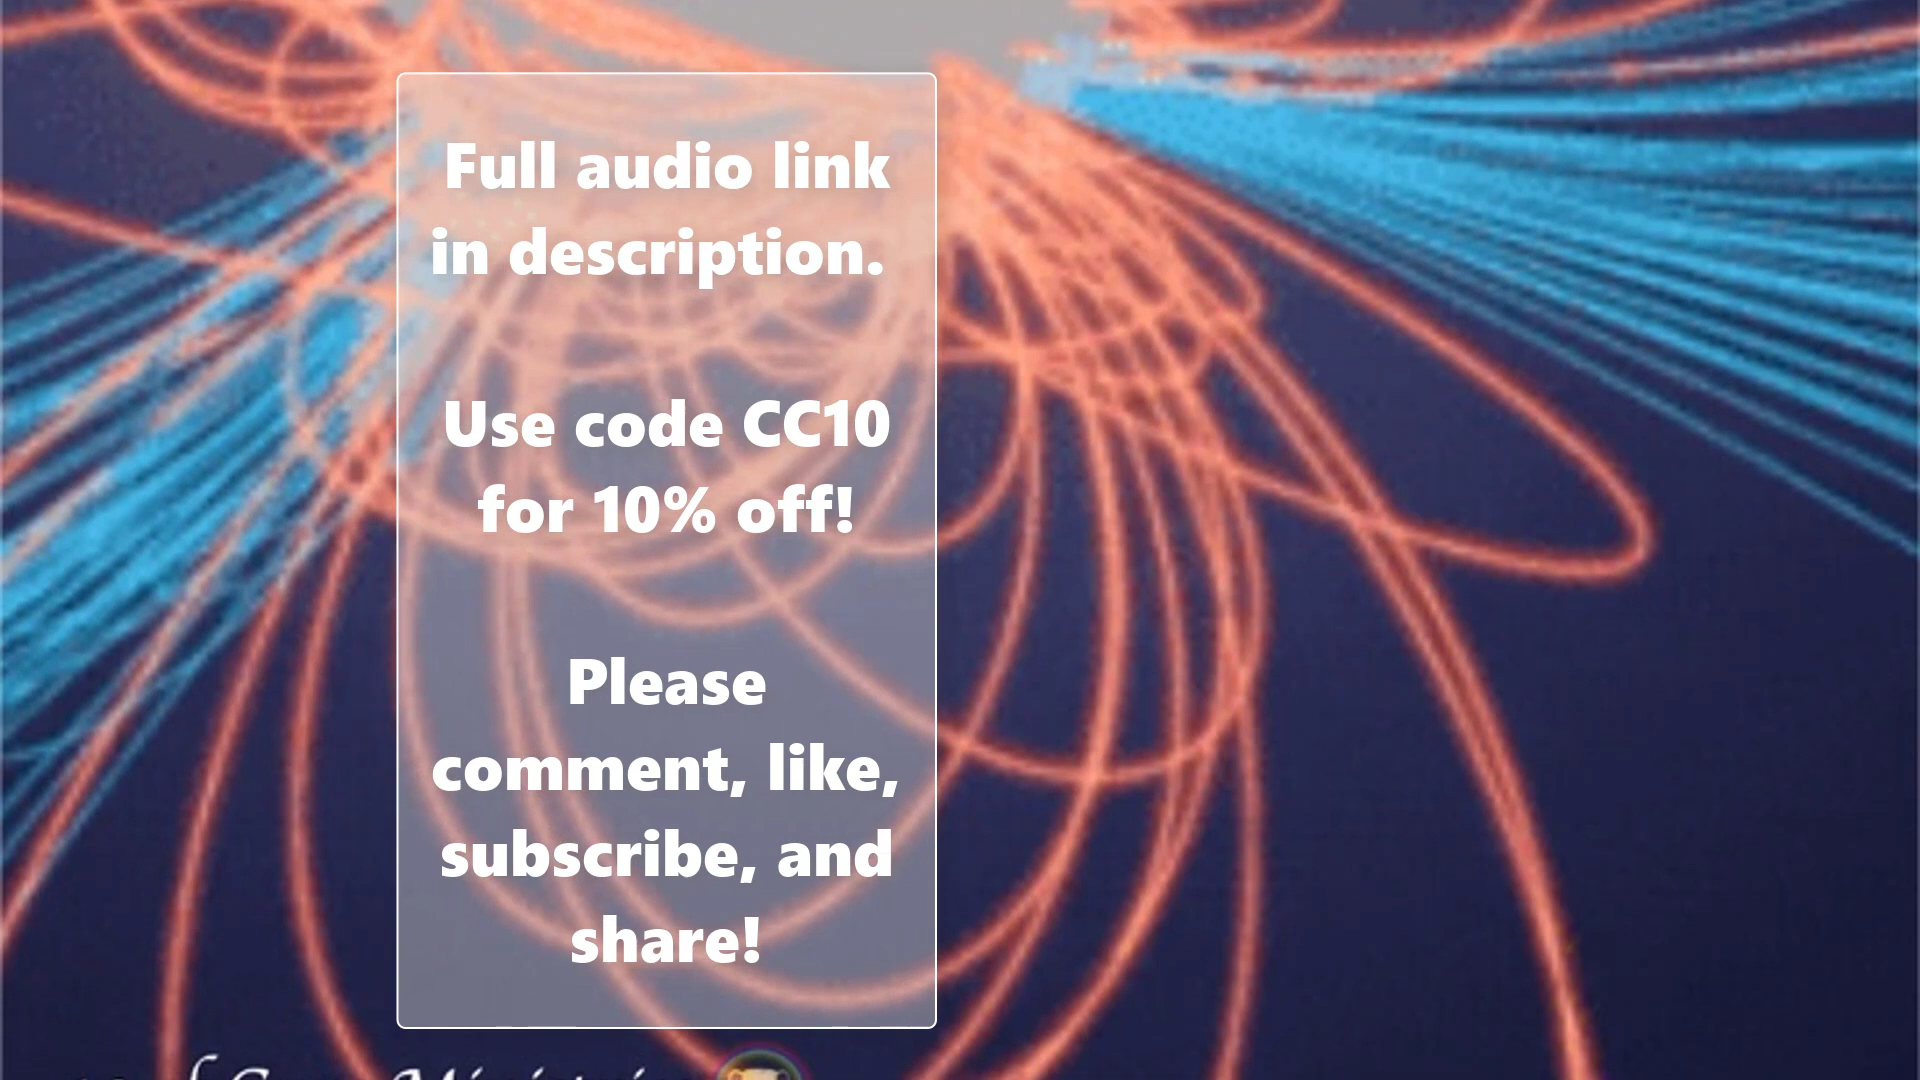 Full audio link
in description.
Use code CC10
for 10% off!
Please
comment, like,
subscribe, and
share!